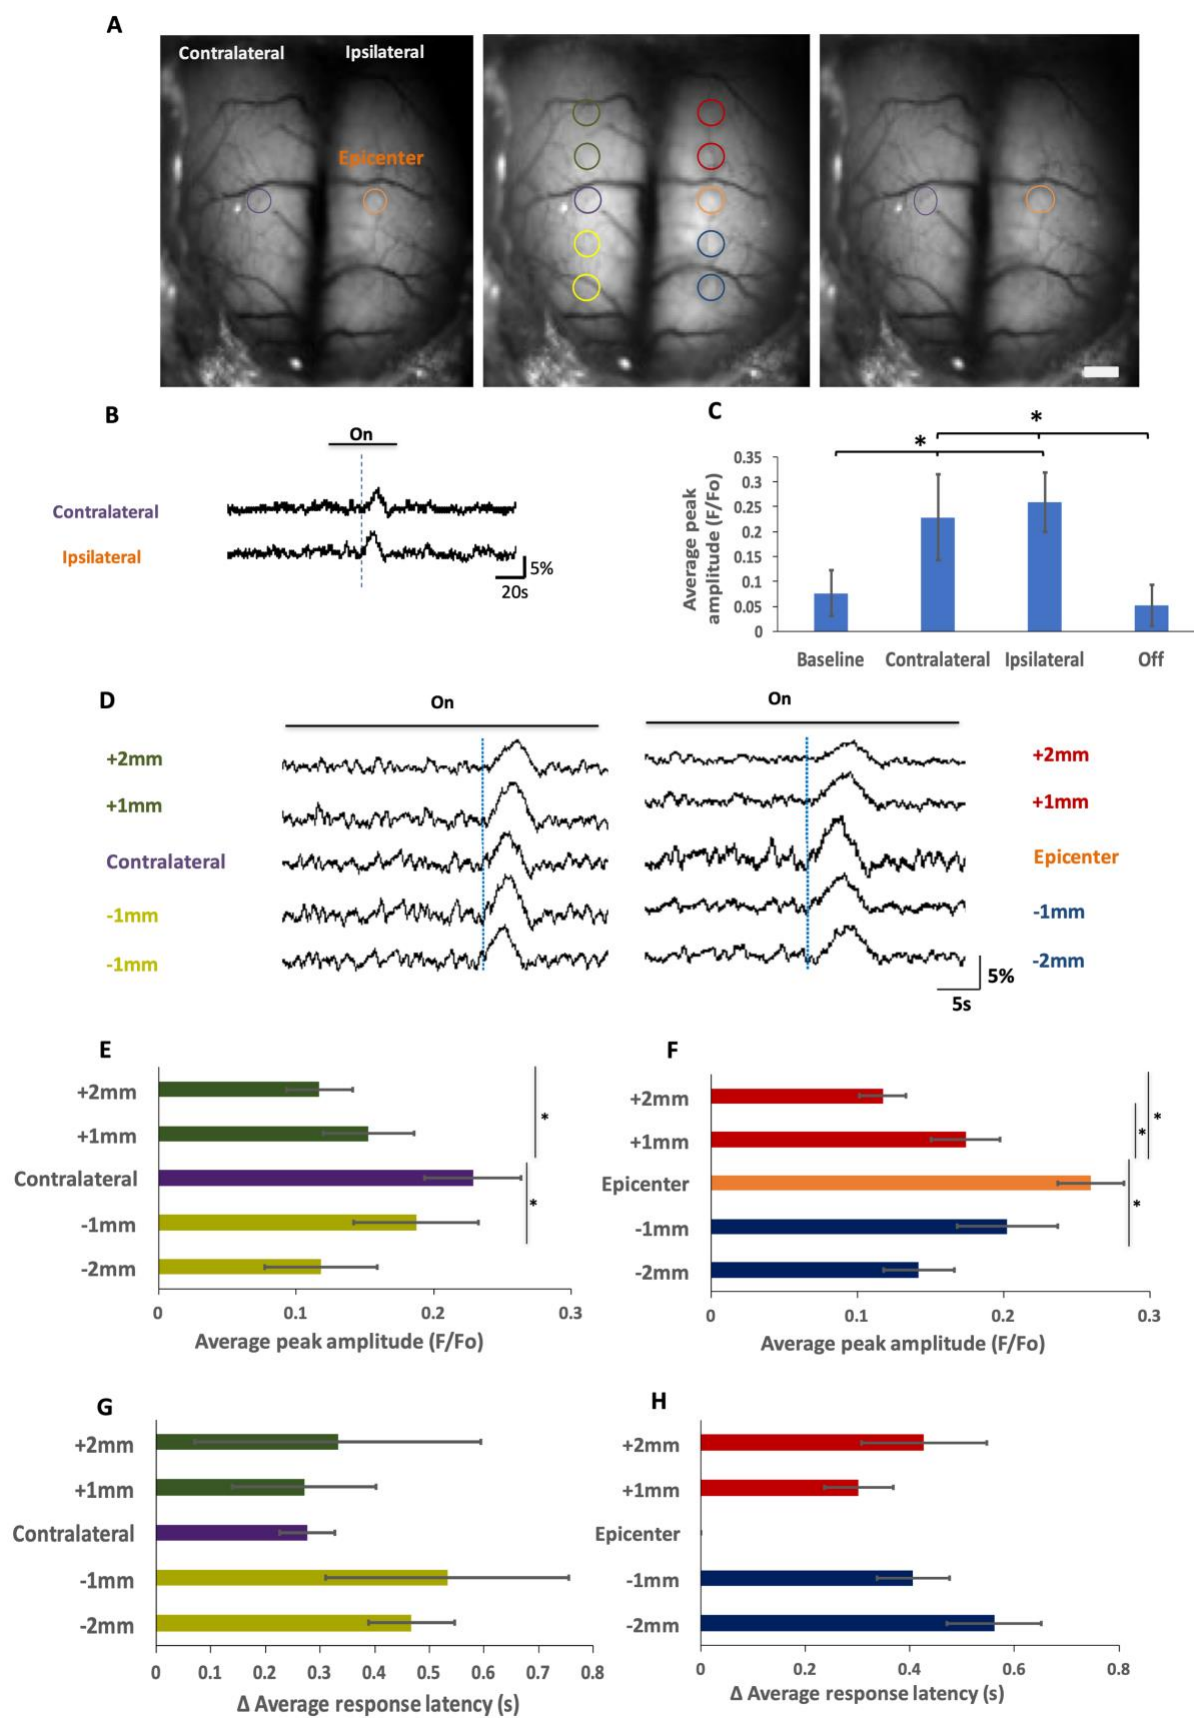 A
Contralateral
Ipsilateral
Epicenter
B
On
Contralateral
Ipsilateral
5%
20s
C
*
*
Average peak
amplitude (F/Fo)
0.35
0.3
0.25
0.2
0.15
0.1
0.05
0
Baseline Contralateral Ipsilateral Off
D
On
On
+2mm
+1mm
Contralateral
-1mm
-1mm
+2mm
+1mm
Epicenter
-1mm
-2mm
5%
5s
E
+2mm
+1mm
Contralateral
-1mm
-2mm
*
*
0 0.1 0.2 0.3
Average peak amplitude (F/Fo)
F
+2mm
+1mm
Epicenter
-1mm
-2mm
*
*
*
0 0.1 0.2 0.3
Average peak amplitude (F/Fo)
G
+2mm
+1mm
Contralateral
-1mm
-2mm
0 0.1 0.2 0.3 0.4 0.5 0.6 0.7 0.8
Δ Average response latency (s)
H
+2mm
+1mm
Epicenter
-1mm
-2mm
0 0.2 0.4 0.6 0.8
Δ Average response latency (s)